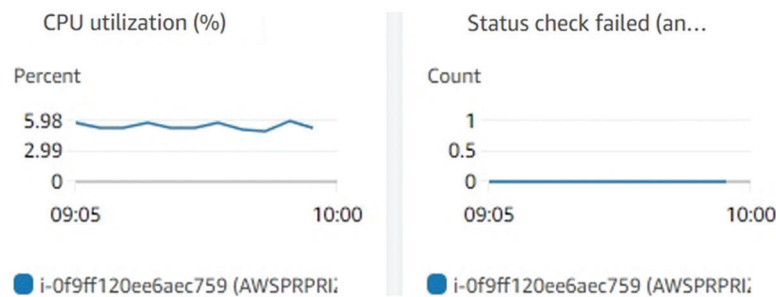 CPU utilization (%)
Percent
5.98
2.99
0
09:05 10:00
i-0f9ff120ee6aec759 (AWSPRPRI
Status check failed (an...
Count
1
0.5
0
09:05 10:00
i-0f9ff120ee6aec759 (AWSPRPRI